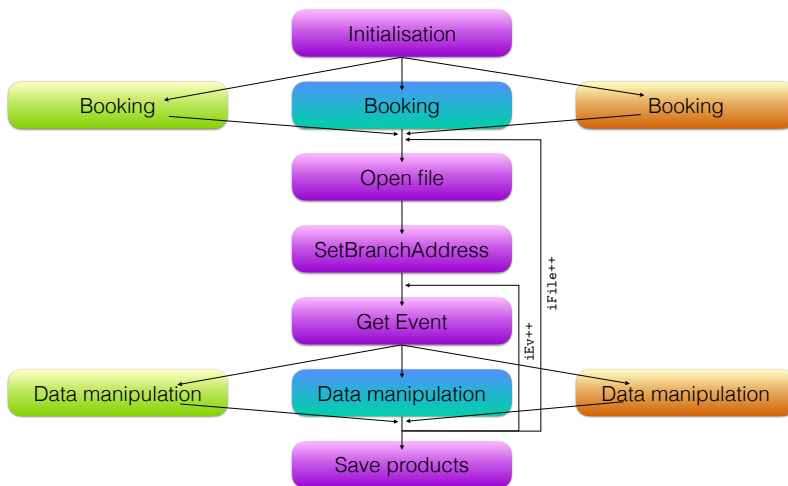 Initialisation
Booking
Booking
Booking
Open file
SetBranchAddress
Get Event
iEv++
iFile++
Data manipulation
Data manipulation
Data manipulation
Save products